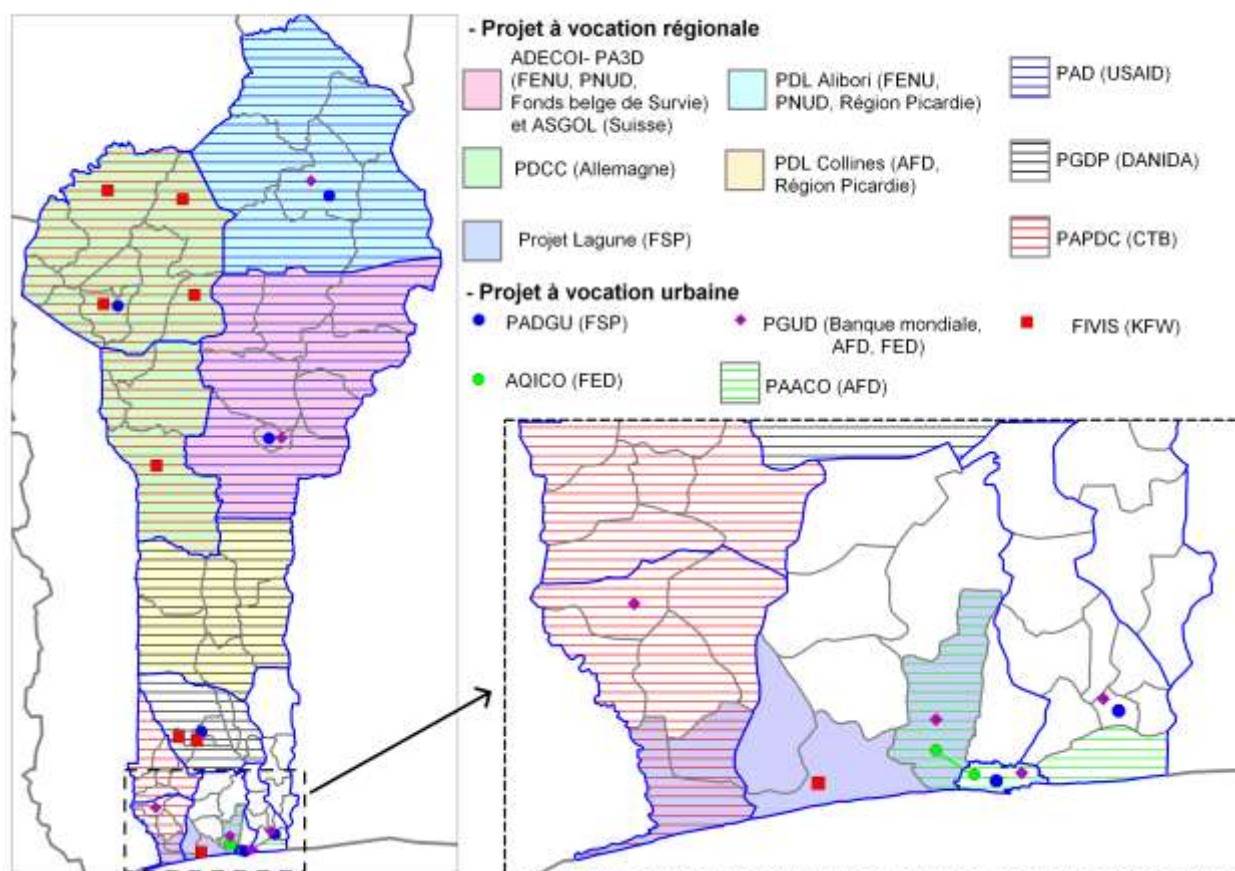 - Projet à vocation régionale
ADECOI- PA3D
(FENU, PNUD,
Fonds belge de Survie)
et ASGOL (Suisse)
PDL Alibori (FENU,
PNUD, Région Picardie)
PAD (USAID)
PDCC (Allemagne)
PDL Collines (AFD,
Région Picardie)
PGDP (DANIDA)
Projet Lagune (FSP)
PAPDC (CTB)
- Projet à vocation urbaine
PADGU (FSP)
PGUD (Banque mondiale,
AFD, FED)
FIVIS (KFW)
AQICO (FED)
PAACO (AFD)